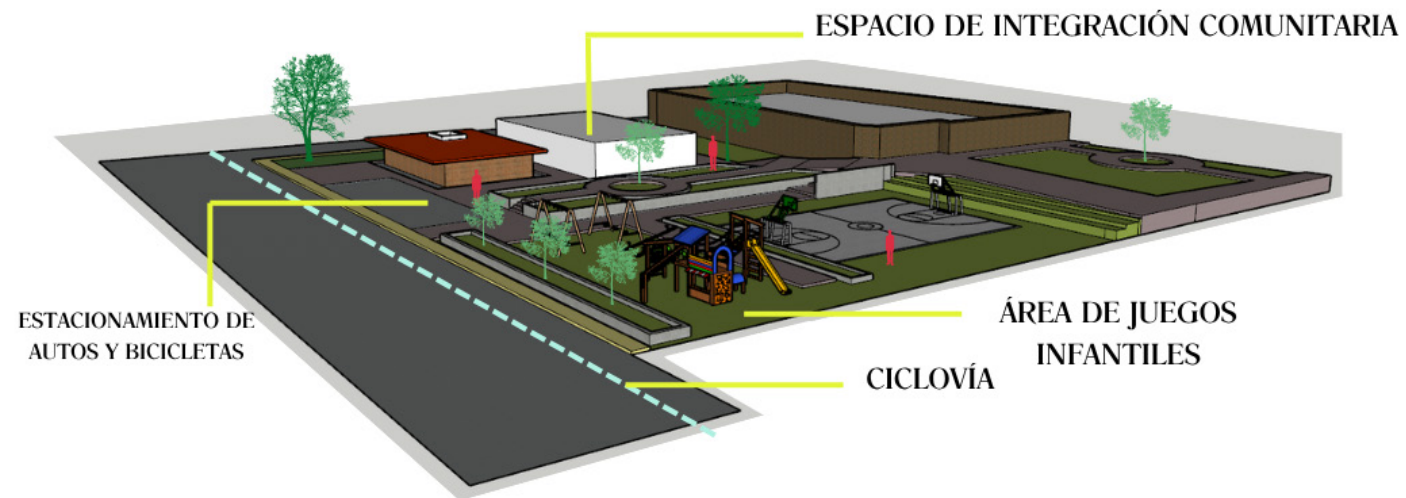 ESPACIO DE INTEGRACIÓN COMUNITARIA
ESTACIONAMIENTO DE
AUTOS Y BICICLETAS
ÁREA DE JUEGOS
INFANTILES
CICLOVÍA